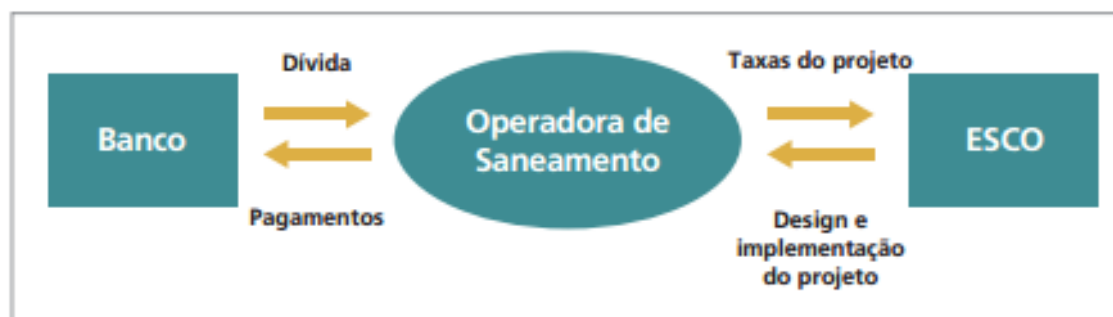 Dívida
Taxas do projeto
Banco
Operadora de
Saneamento
ESCO
Pagamentos
Design e
implementação
do projeto